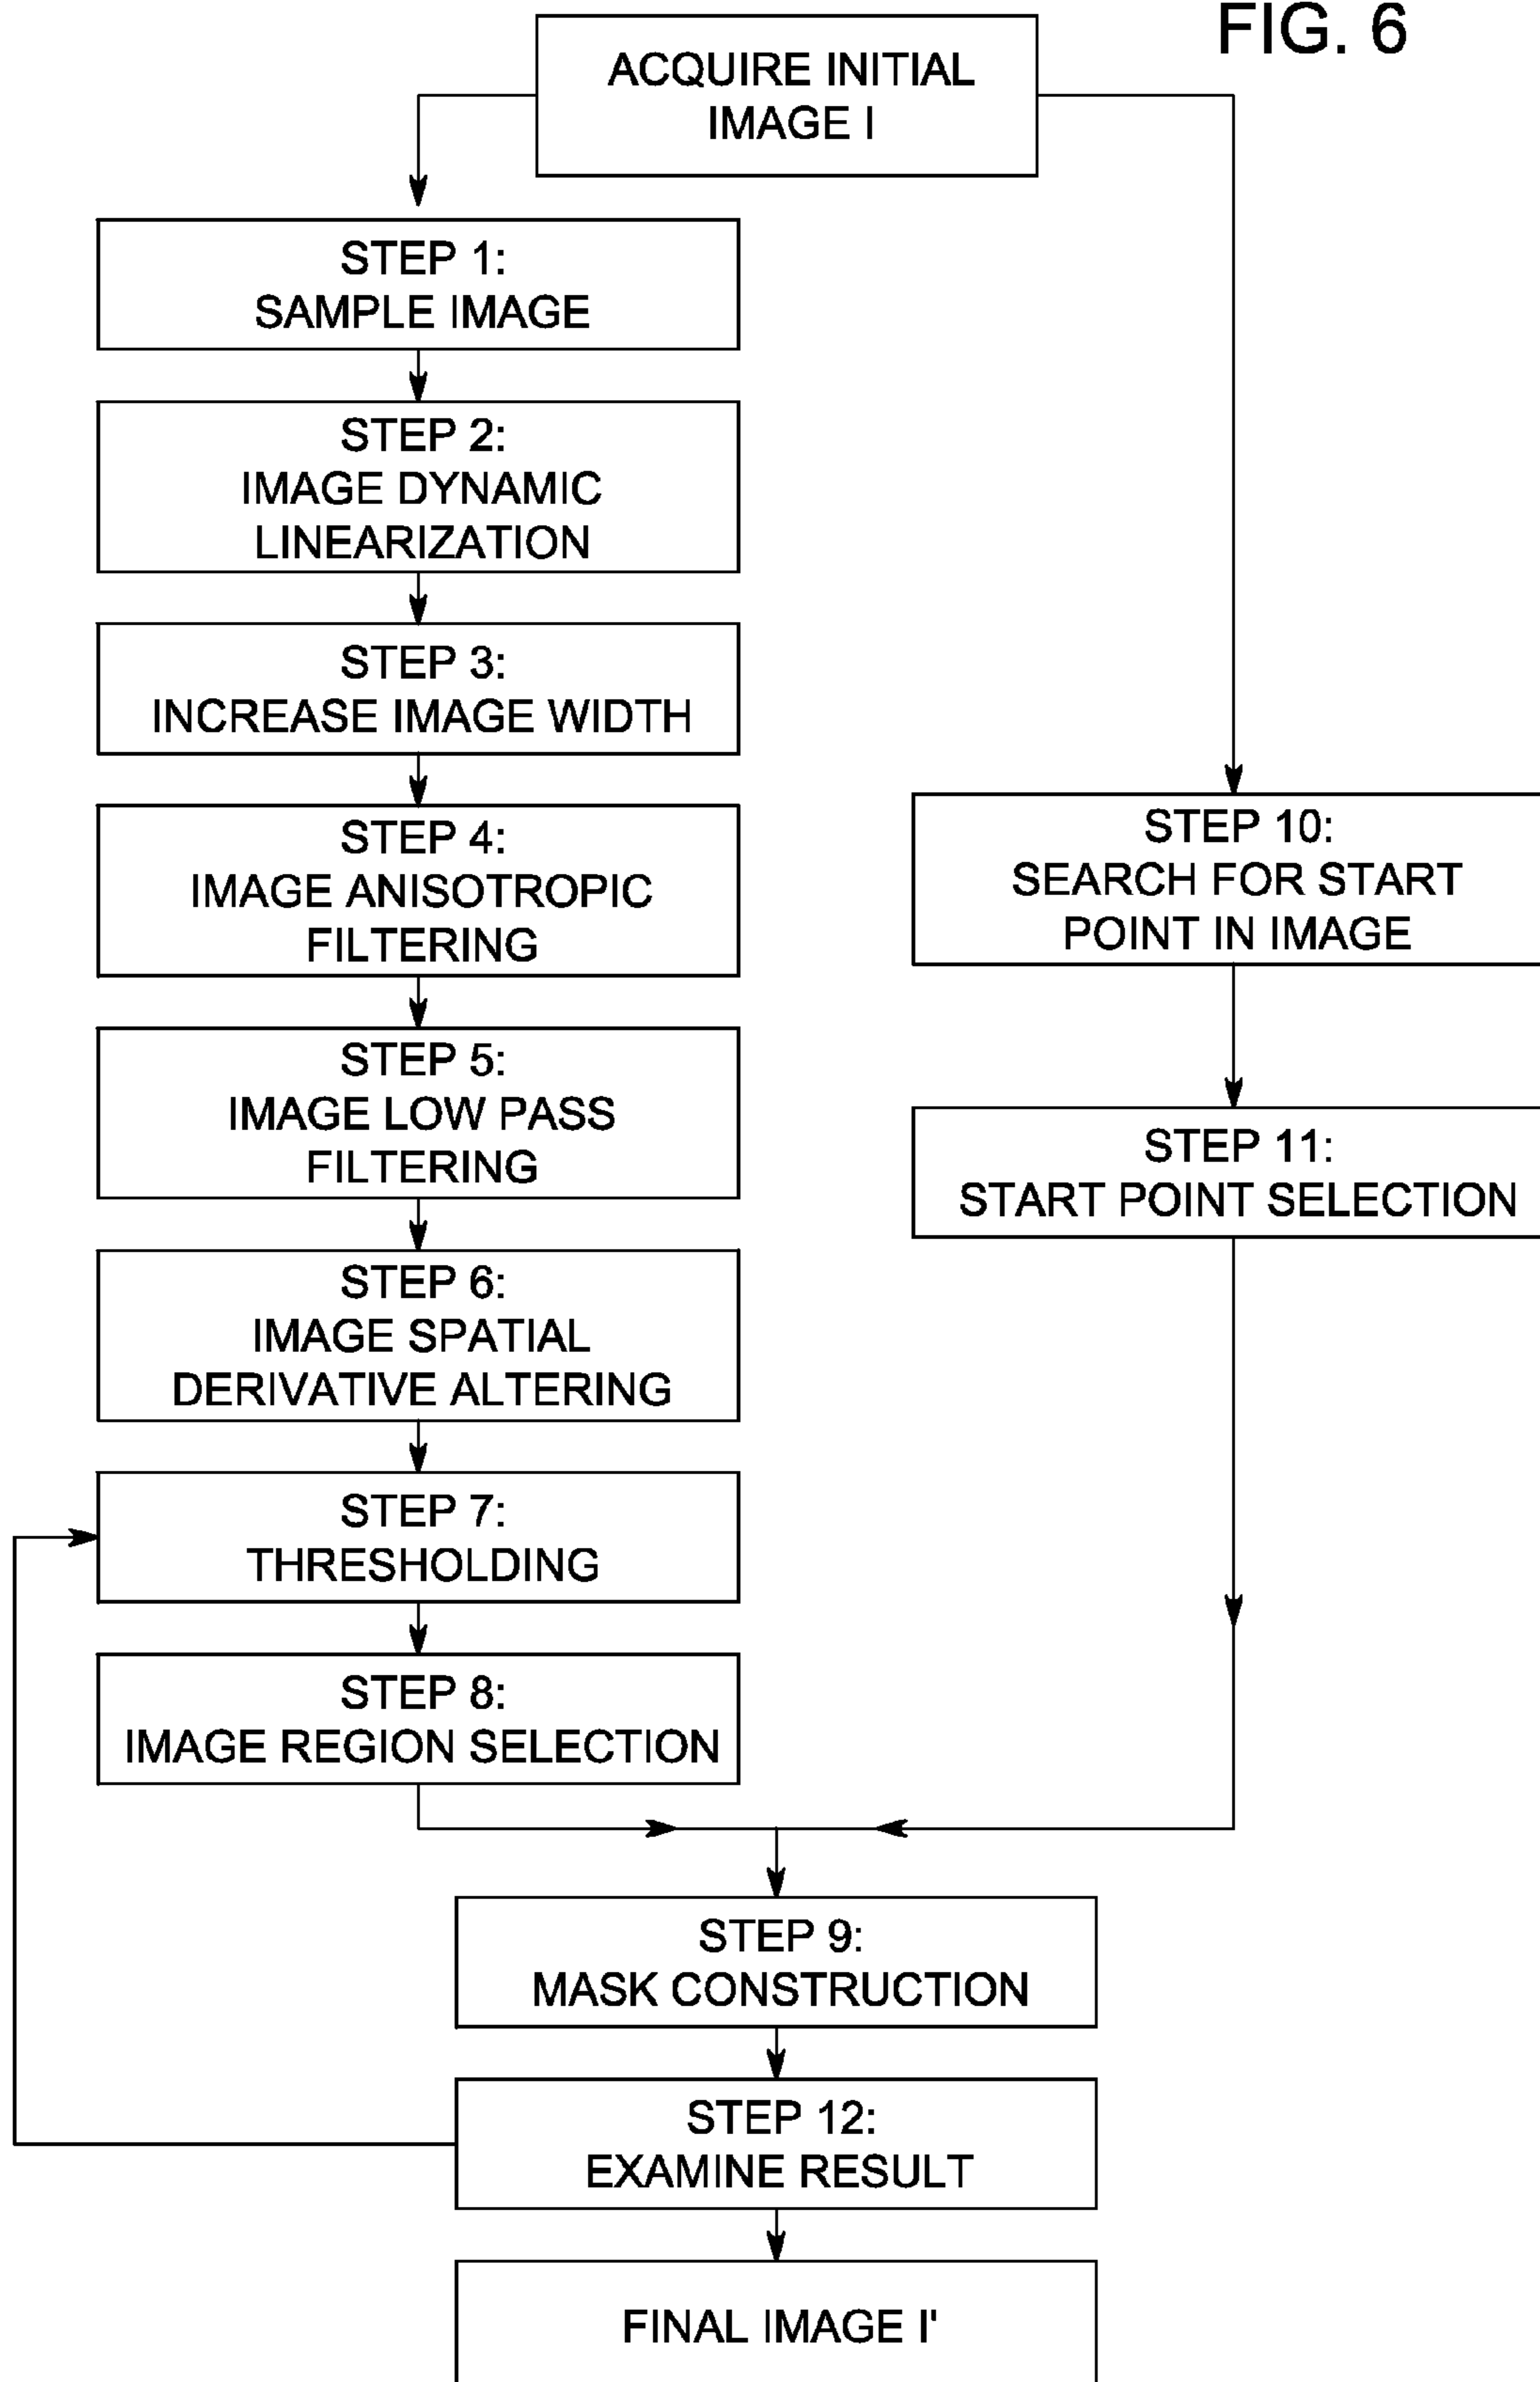 FIG. 6
ACQUIRE INITIAL
IMAGE I
STEP 1:
SAMPLE IMAGE
STEP 2:
IMAGE DYNAMIC
LINEARIZATION
STEP 3:
INCREASE IMAGE WIDTH
STEP 4:
IMAGE ANISOTROPIC
FILTERING
STEP 5:
IMAGE LOW PASS
FILTERING
STEP 6:
IMAGE SPATIAL
DERIVATIVE ALTERING
STEP 7:
THRESHOLDING
STEP 8:
IMAGE REGION SELECTION
STEP 10:
SEARCH FOR START
POINT IN IMAGE
STEP 11:
START POINT SELECTION
STEP 9:
MASK CONSTRUCTION
STEP 12:
EXAMINE RESULT
FINAL IMAGE I'